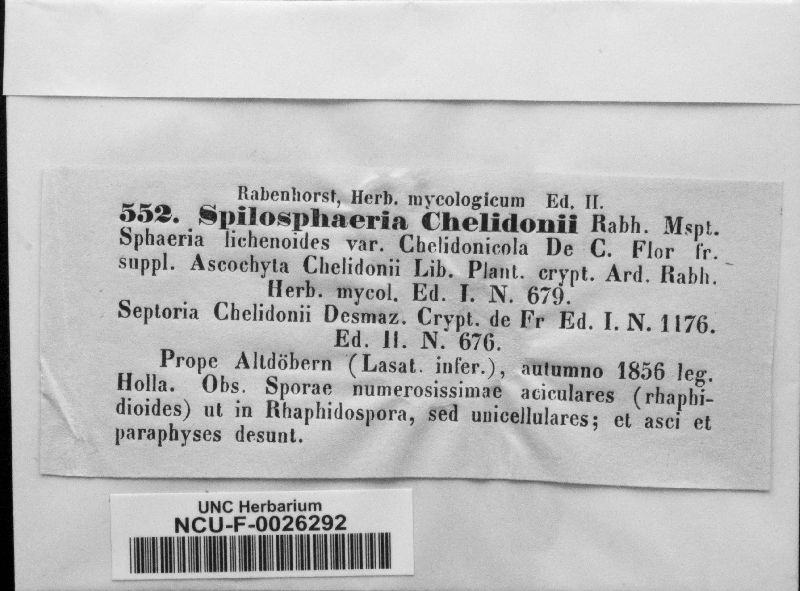 Rabenhorst, Herb. mycologicum Ed. II.
552. Spilosphaeria Chelidonii Rabh. Mspt.
Sphaeria lichenoides var. Chelidonicola De C. Flor fr.
suppl. Ascochyta Chelidonii Lib. Plant. crypt. Ard. Rabh.
Herb. mycol. Ed. I. N. 679.
Septoria Chelidonii Desmaz. Crypt. de Fr Ed. I. N. 1176.
Ed. II. N. 676.
Prope Altdöbern (Lasat. infer.), autumno 1856 leg.
Holla. Obs. Sporae numerosissimae aciculares (rhaphi-
dioides) ut in Rhaphidospora, sed unicellulares; et asci et
paraphyses desunt.
UNC Herbarium
NCU-F-0026292